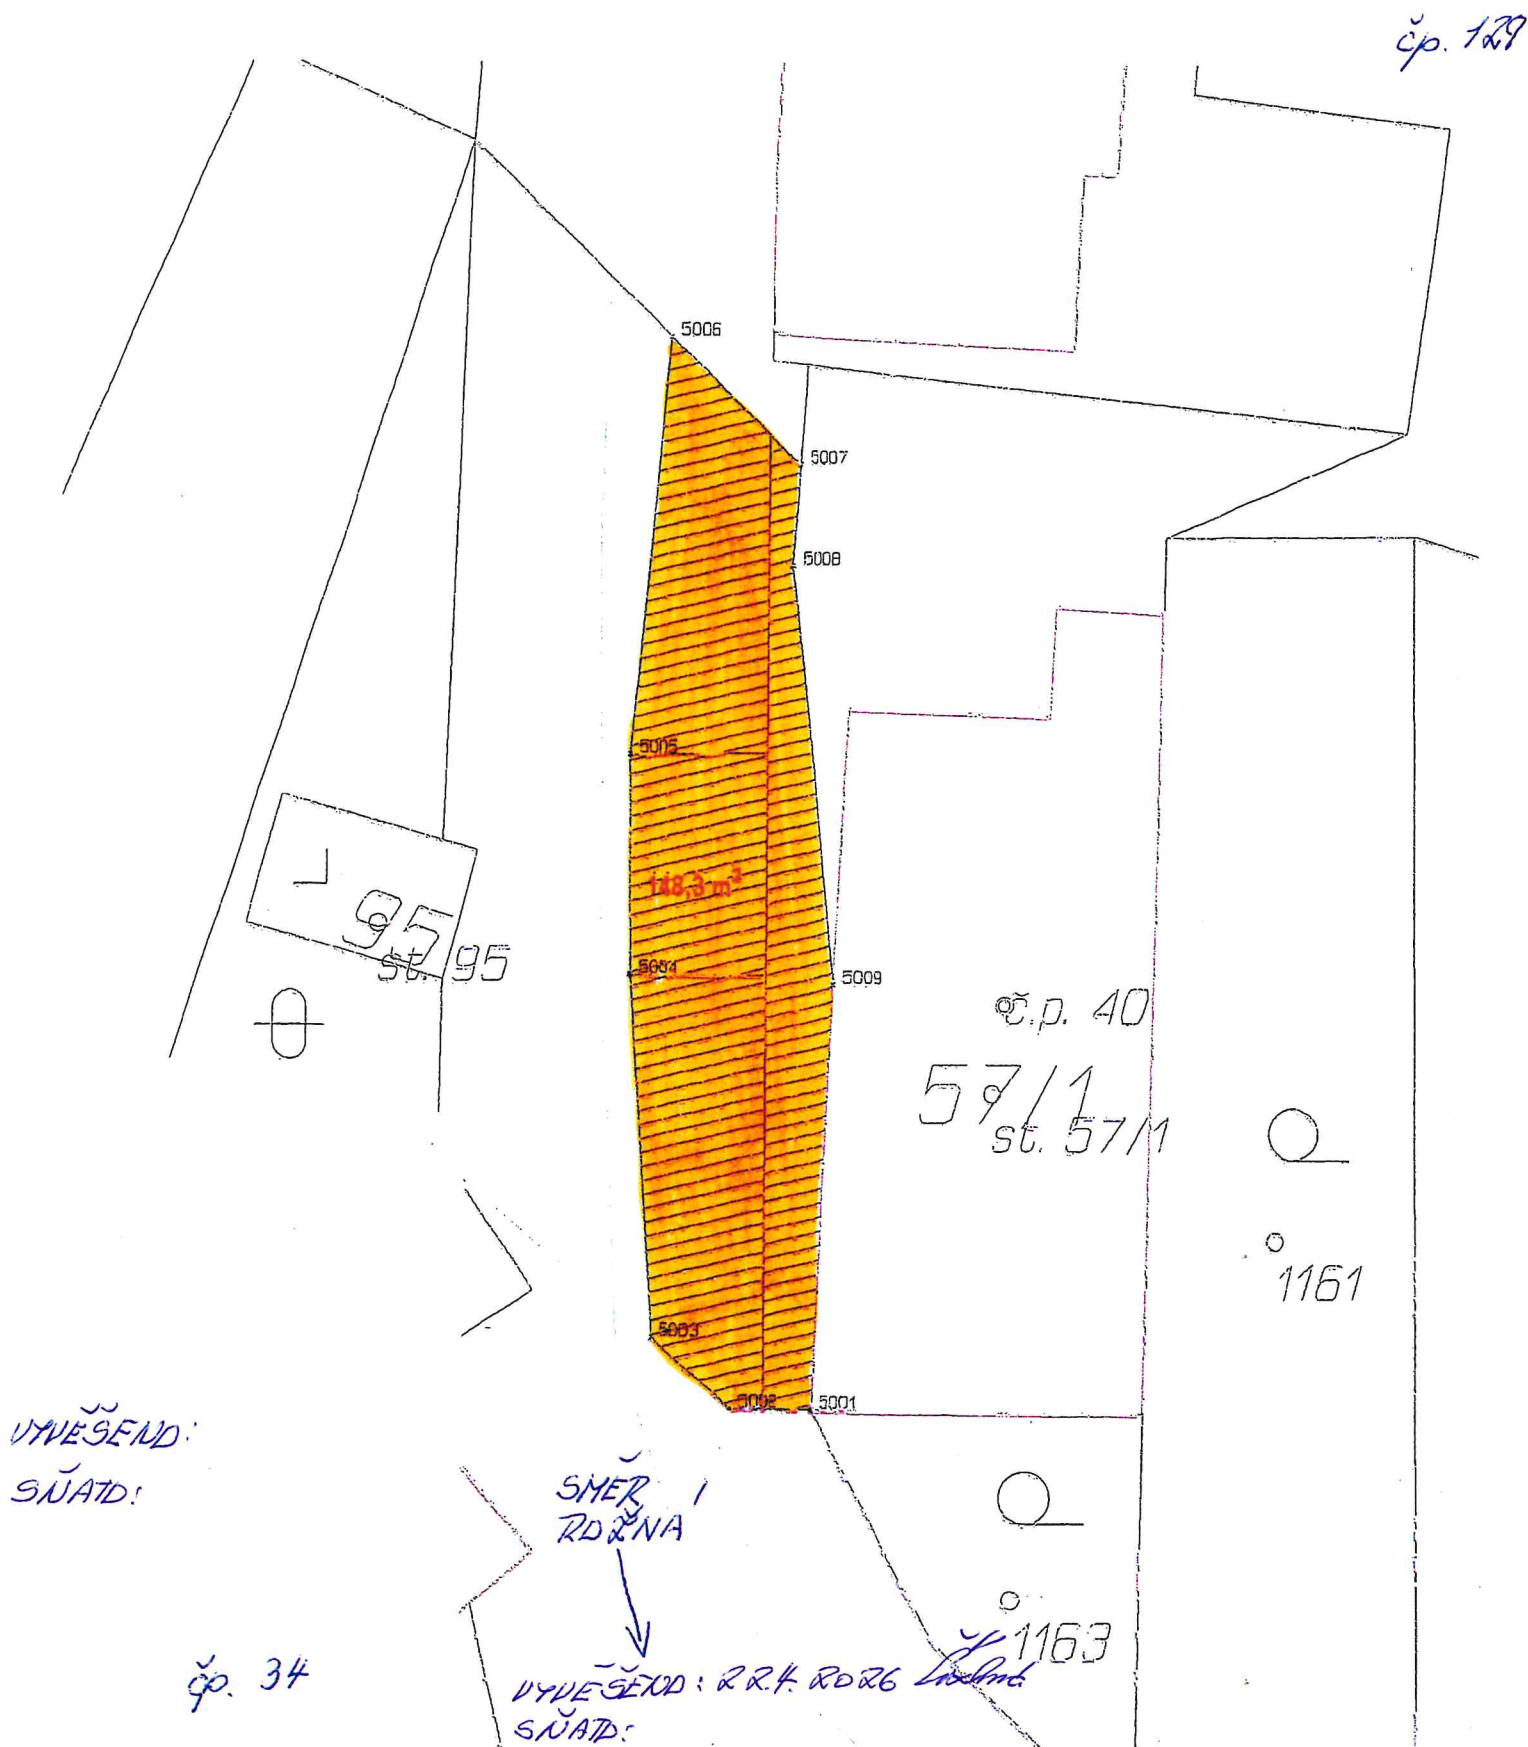 čp. 129
5006
5007
5008
5005
148,3 m²
95
st. 95
5004
5009
č.p. 40
57/1
st. 57/1
1161
5003
5002
5001
VYVĚŠENO:
SŇATO:
SMĚR
ROŽNÁ
1163
čp. 34
VYVĚŠENO: 22.4. 2026
SŇATO: